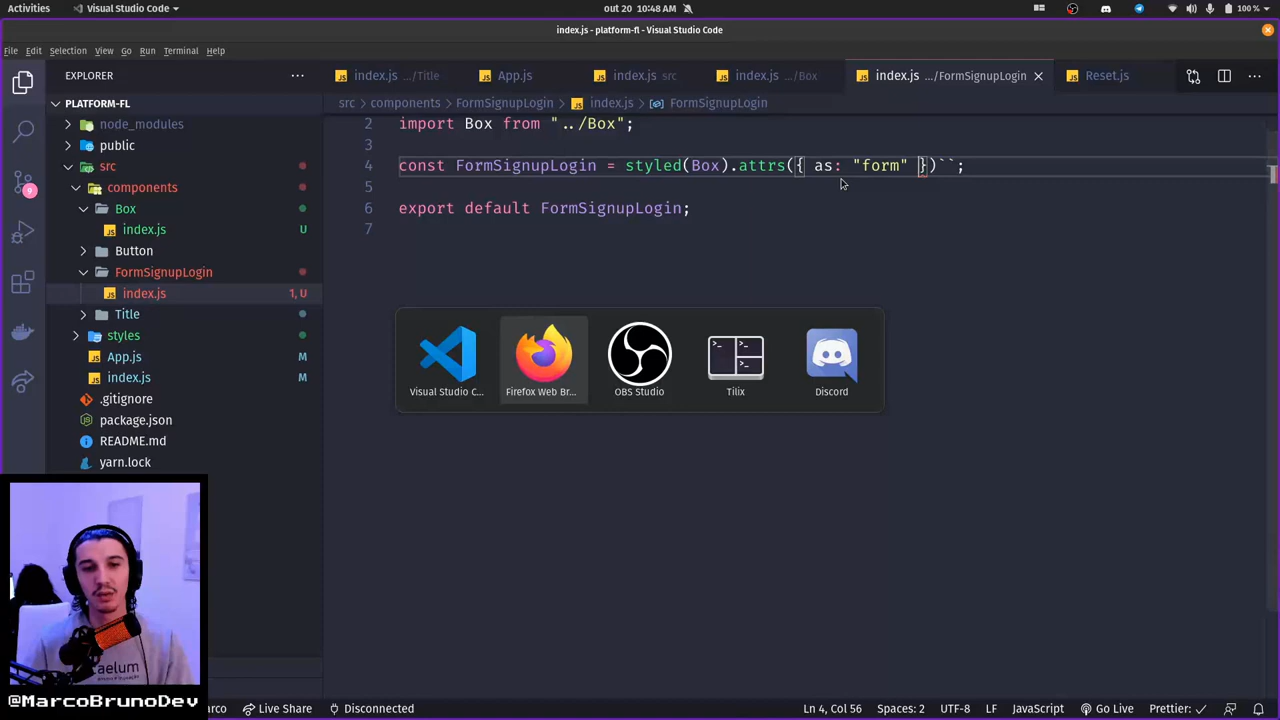 Activities
Visual Studio Code
out 20 10:48 AM
100 %
index.js - platform-fl - Visual Studio Code
File Edit Selection View Go Run Terminal Help
EXPLORER
index.js .../Title
App.js
index.js src
index.js .../Box
index.js .../FormSignupLogin
Reset.js
PLATFORM-FL
src > components > FormSignupLogin > index.js > FormSignupLogin
node_modules
public
src
components
Box
index.js U
Button
FormSignupLogin
index.js 1, U
Title
styles
App.js M
index.js M
.gitignore
package.json
README.md
yarn.lock
9
2 import Box from "../Box";
3
4 const FormSignupLogin = styled(Box).attrs({ as: "form" })``;
5
6 export default FormSignupLogin;
7
Visual Studio C...
Firefox Web Br...
OBS Studio
Tilix
Discord
aelum
@MarcoBrunoDev
arco
Live Share
Disconnected
Ln 4, Col 56
Spaces: 2
UTF-8
LF
JavaScript
Go Live
Prettier: ✓